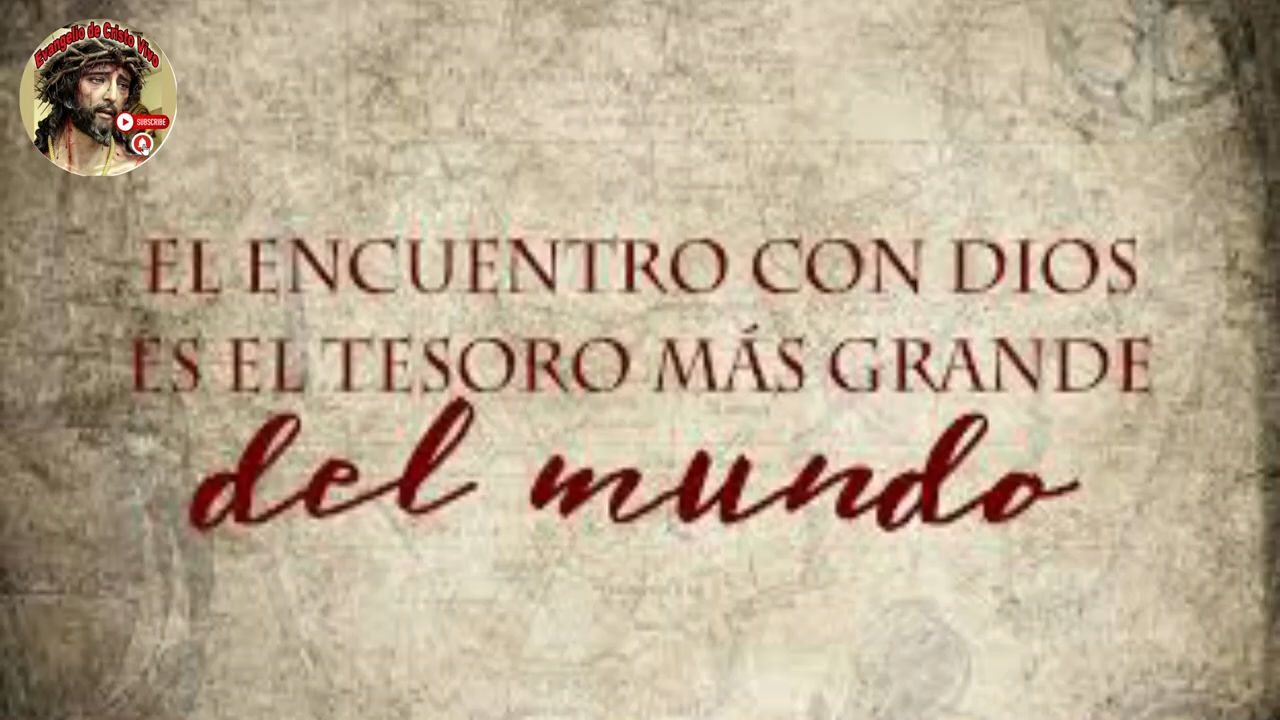 Evangelio de Cristo Vivo
SUBSCRIBE
EL ENCUENTRO CON DIOS
ES EL TESORO MÁS GRANDE
del mundo